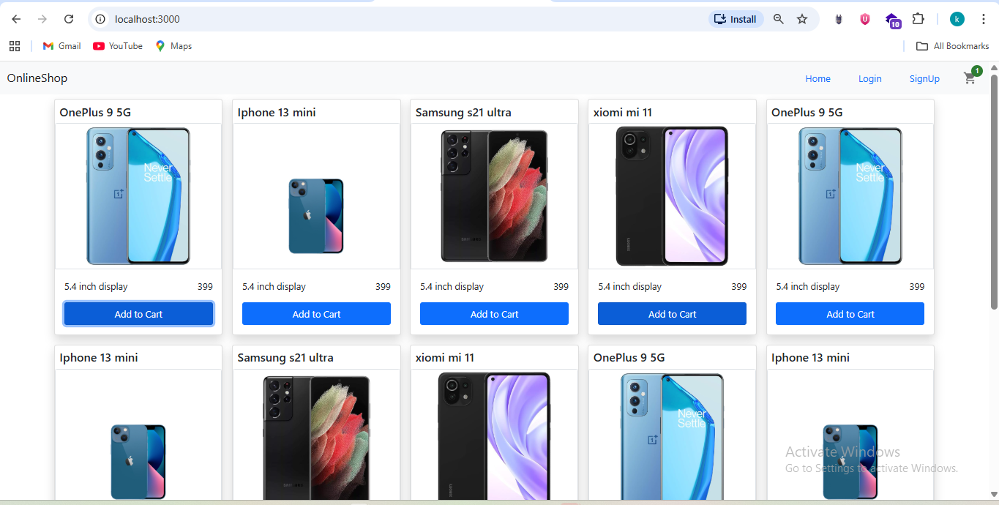 localhost:3000
Install
10
k
Gmail
YouTube
Maps
All Bookmarks
OnlineShop
Home
Login
SignUp
1
OnePlus 9 5G
Iphone 13 mini
Samsung s21 ultra
xiomi mi 11
OnePlus 9 5G
Never
Settle
Never
Settle
5.4 inch display 399
5.4 inch display 399
5.4 inch display 399
5.4 inch display 399
5.4 inch display 399
Add to Cart
Add to Cart
Add to Cart
Add to Cart
Add to Cart
Iphone 13 mini
Samsung s21 ultra
xiomi mi 11
OnePlus 9 5G
Iphone 13 mini
Never
Settle
Activate Windows
Go to Settings to activate Windows.